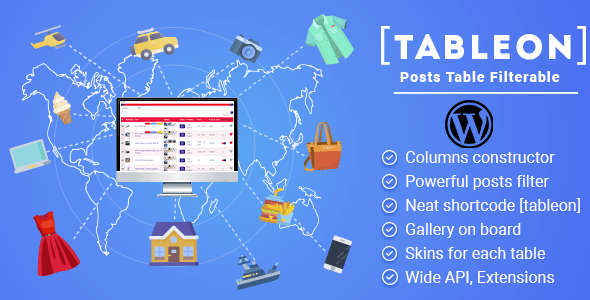 [TABLEON]
Posts Table Filterable
Columns constructor
Powerful posts filter
Neat shortcode [tableon]
Gallery on board
Skins for each table
Wide API, Extensions